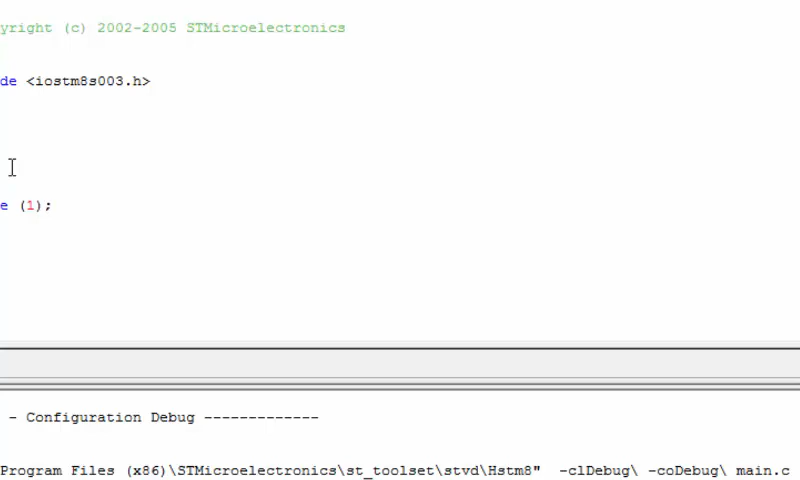 yright (c) 2002-2005 STMicroelectronics
de <iostm8s003.h>
e (1);
- Configuration Debug -------------
Program Files (x86)\STMicroelectronics\st_toolset\stvd\Hstm8"  -clDebug\ -coDebug\ main.c